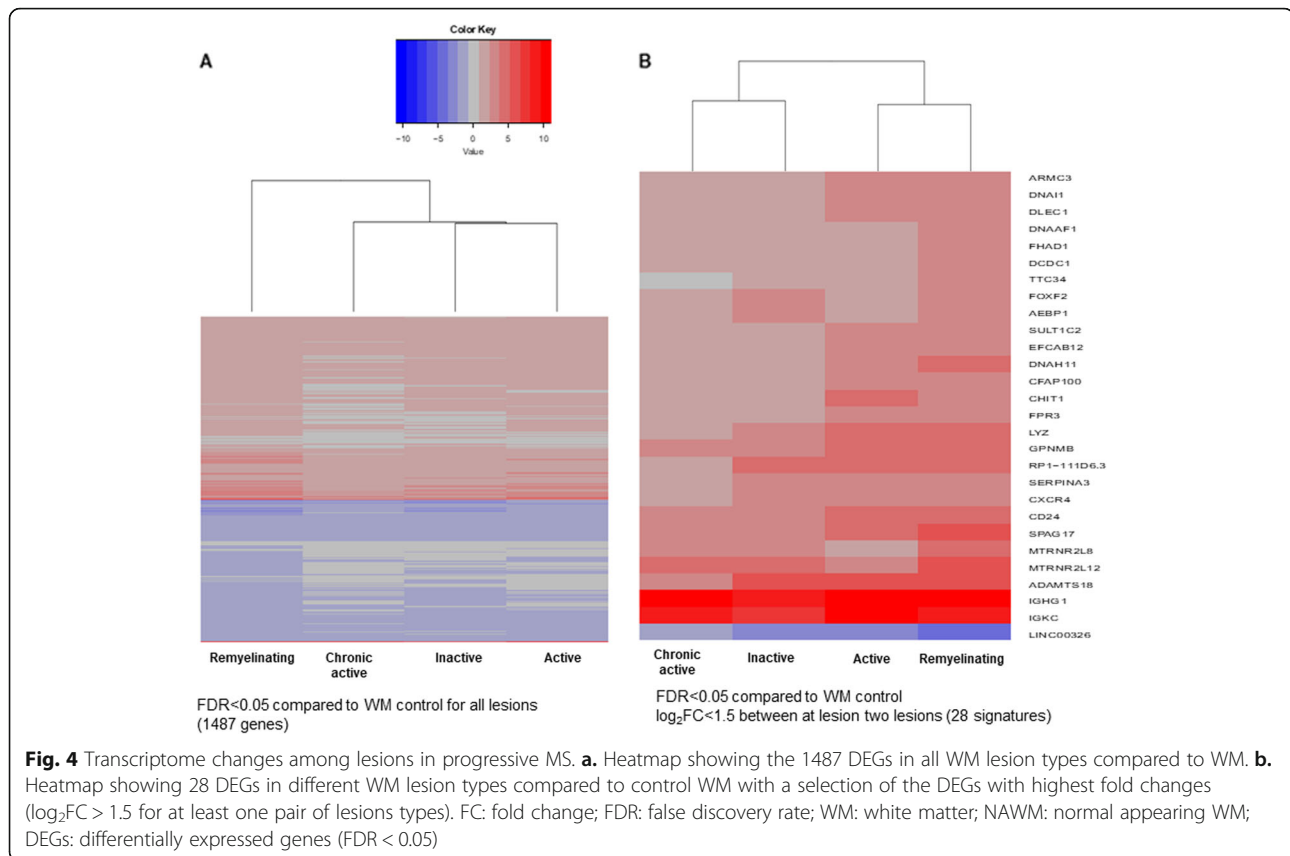 Color Key
A
B
−10
−5
0
5
10
Value
ARMC3
DNAI1
DLEC1
DNAAF1
FHAD1
DCDC1
TTC34
FOXF2
AEBP1
SULT1C2
EFCAB12
DNAH11
CFAP100
CHIT1
FPR3
LYZ
GPNMB
RP1−111D6.3
SERPINA3
CXCR4
CD24
SPAG17
MTRNR2L8
MTRNR2L12
ADAMTS18
IGHG1
IGKC
LINC00326
Remyelinating
Chronic
active
Inactive
Active
Chronic
active
Inactive
Active
Remyelinating
FDR<0.05 compared to WM control for all lesions
(1487 genes)
FDR<0.05 compared to WM control
log₂FC<1.5 between at lesion two lesions (28 signatures)
Fig. 4 Transcriptome changes among lesions in progressive MS. a. Heatmap showing the 1487 DEGs in all WM lesion types compared to WM. b.
Heatmap showing 28 DEGs in different WM lesion types compared to control WM with a selection of the DEGs with highest fold changes
(log₂FC > 1.5 for at least one pair of lesions types). FC: fold change; FDR: false discovery rate; WM: white matter; NAWM: normal appearing WM;
DEGs: differentially expressed genes (FDR < 0.05)